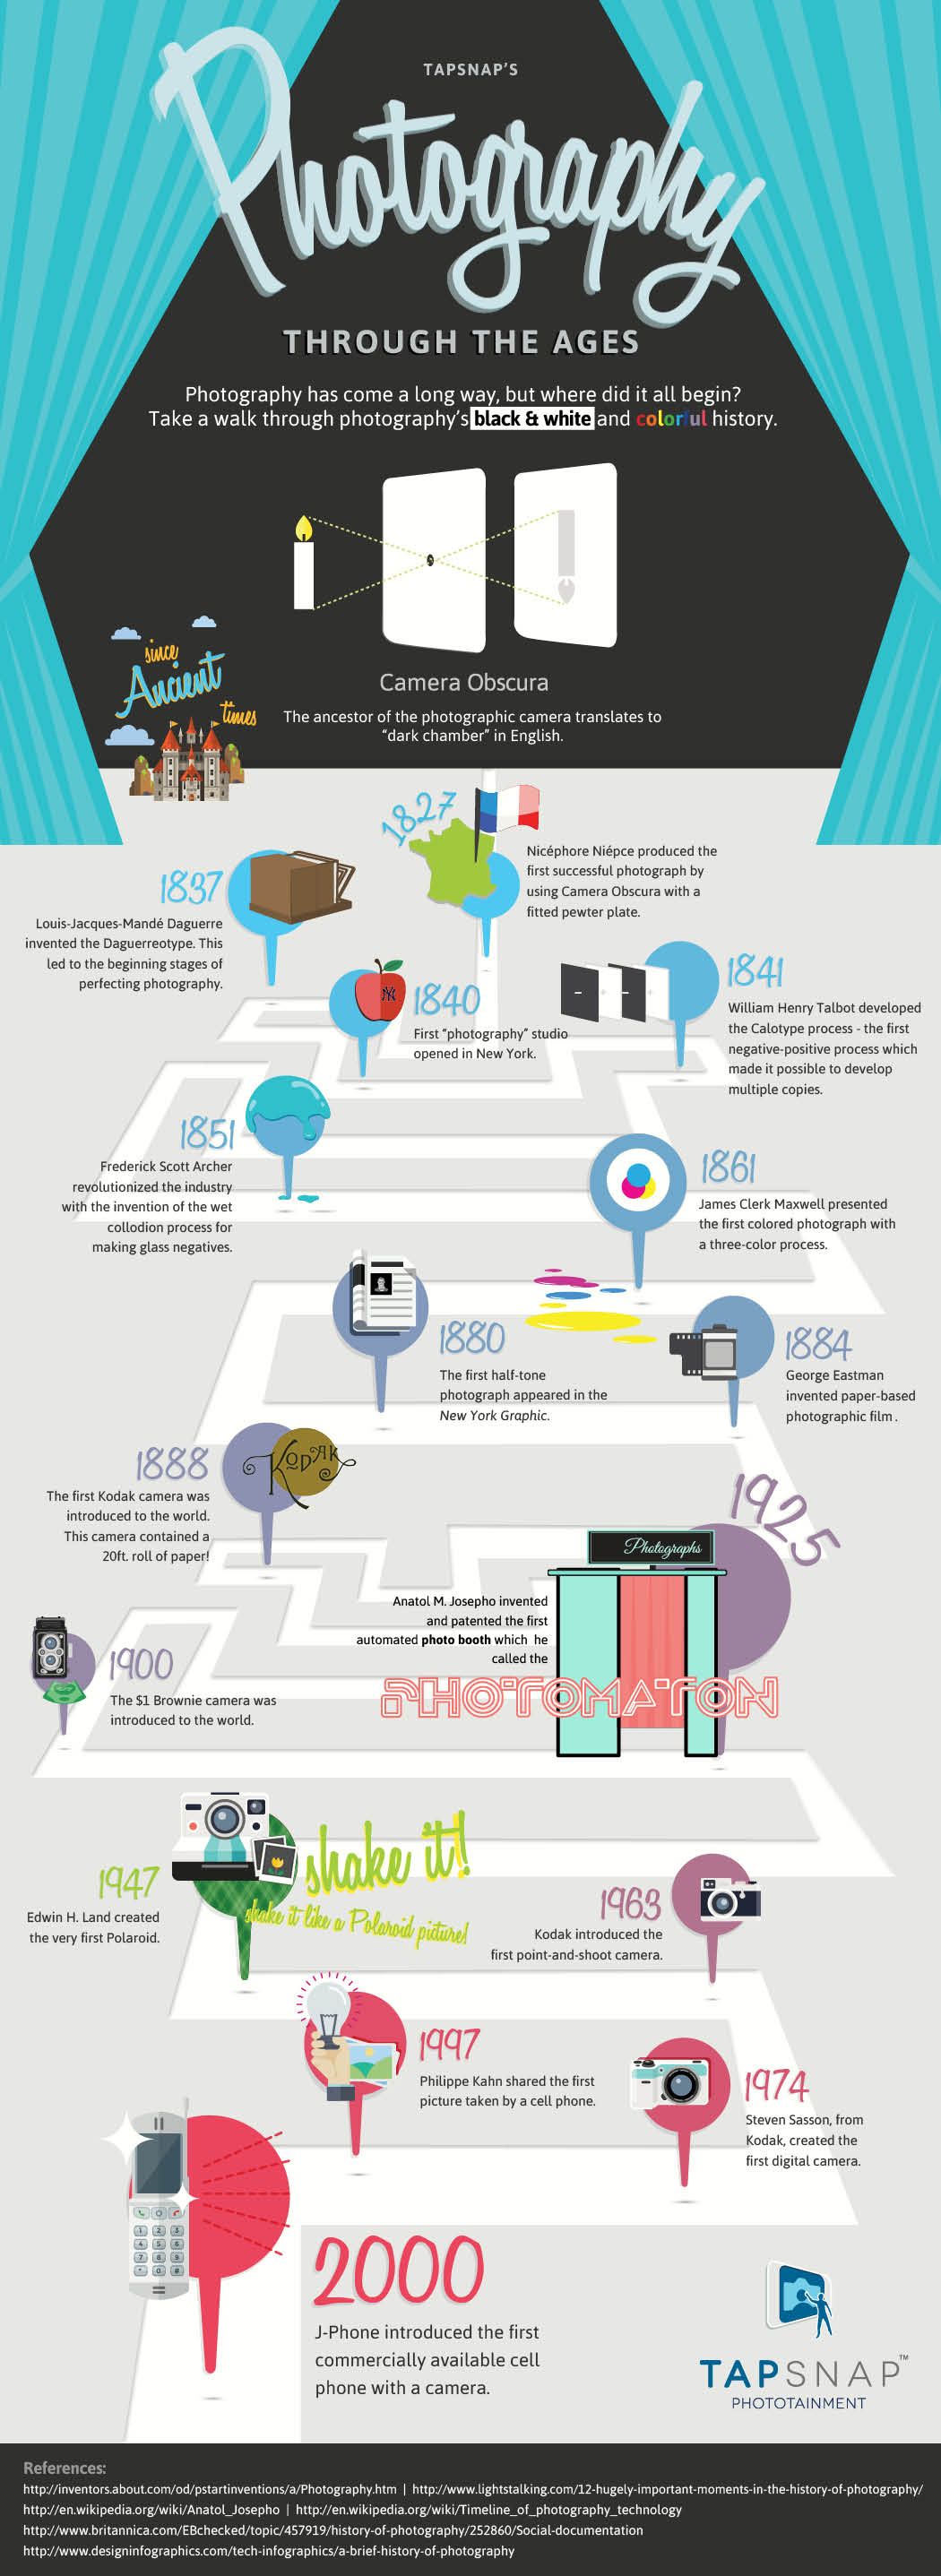 TAPSNAP'S
Photography
THROUGH THE AGES
Photography has come a long way, but where did it all begin?
Take a walk through photography's black & white and colorful history.
since
Ancient
times
Camera Obscura
The ancestor of the photographic camera translates to
“dark chamber” in English.
1827
Nicéphore Niépce produced the
first successful photograph by
using Camera Obscura with a
fitted pewter plate.
1837
Louis-Jacques-Mandé Daguerre
invented the Daguerreotype. This
led to the beginning stages of
perfecting photography.
NY
1840
First “photography” studio
opened in New York.
1841
William Henry Talbot developed
the Calotype process - the first
negative-positive process which
made it possible to develop
multiple copies.
1851
Frederick Scott Archer
revolutionized the industry
with the invention of the wet
collodion process for
making glass negatives.
1861
James Clerk Maxwell presented
the first colored photograph with
a three-color process.
1880
The first half-tone
photograph appeared in the
New York Graphic.
1884
George Eastman
invented paper-based
photographic film .
1888
KODAK
The first Kodak camera was
introduced to the world.
This camera contained a
20ft. roll of paper!
1925
Photographs
Anatol M. Josepho invented
and patented the first
automated photo booth which he
called the
PHOTOMATON
1900
The $1 Brownie camera was
introduced to the world.
1947
Edwin H. Land created
the very first Polaroid.
shake it!
shake it like a Polaroid picture!
1963
Kodak introduced the
first point-and-shoot camera.
1997
Philippe Kahn shared the first
picture taken by a cell phone.
1974
Steven Sasson, from
Kodak, created the
first digital camera.
1 2 3
4 5 6
7 8 9
* 0 #
2000
J-Phone introduced the first
commercially available cell
phone with a camera.
TAPSNAP™
PHOTOTAINMENT
References:
http://inventors.about.com/od/pstartinventions/a/Photography.htm | http://www.lightstalking.com/12-hugely-important-moments-in-the-history-of-photography/
http://en.wikipedia.org/wiki/Anatol_Josepho | http://en.wikipedia.org/wiki/Timeline_of_photography_technology
http://www.britannica.com/EBchecked/topic/457919/history-of-photography/252860/Social-documentation
http://www.designinfographics.com/tech-infographics/a-brief-history-of-photography